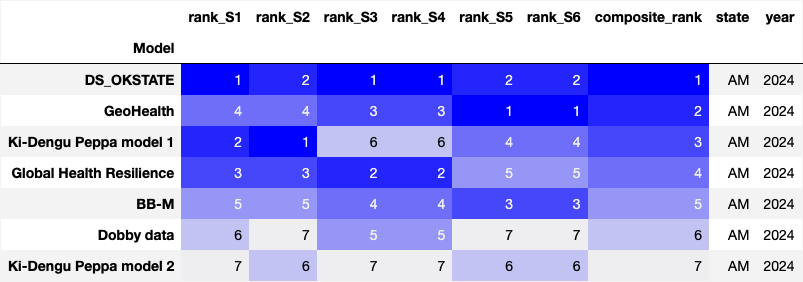 rank_S1 rank_S2 rank_S3 rank_S4 rank_S5 rank_S6 composite_rank state year
Model
DS_OKSTATE 1 2 1 1 2 2 1 AM 2024
GeoHealth 4 4 3 3 1 1 2 AM 2024
Ki-Dengu Peppa model 1 2 1 6 6 4 4 3 AM 2024
Global Health Resilience 3 3 2 2 5 5 4 AM 2024
BB-M 5 5 4 4 3 3 5 AM 2024
Dobby data 6 7 5 5 7 7 6 AM 2024
Ki-Dengu Peppa model 2 7 6 7 7 6 6 7 AM 2024